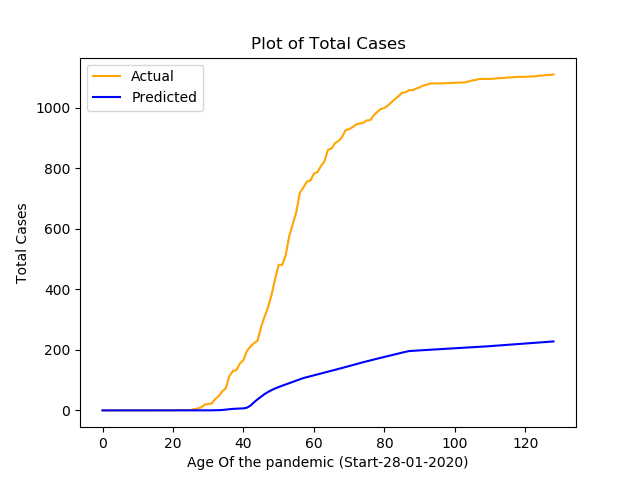 Plot of Total Cases
Actual
Predicted
1000
800
600
400
200
0
Total Cases
0 20 40 60 80 100 120
Age Of the pandemic (Start-28-01-2020)